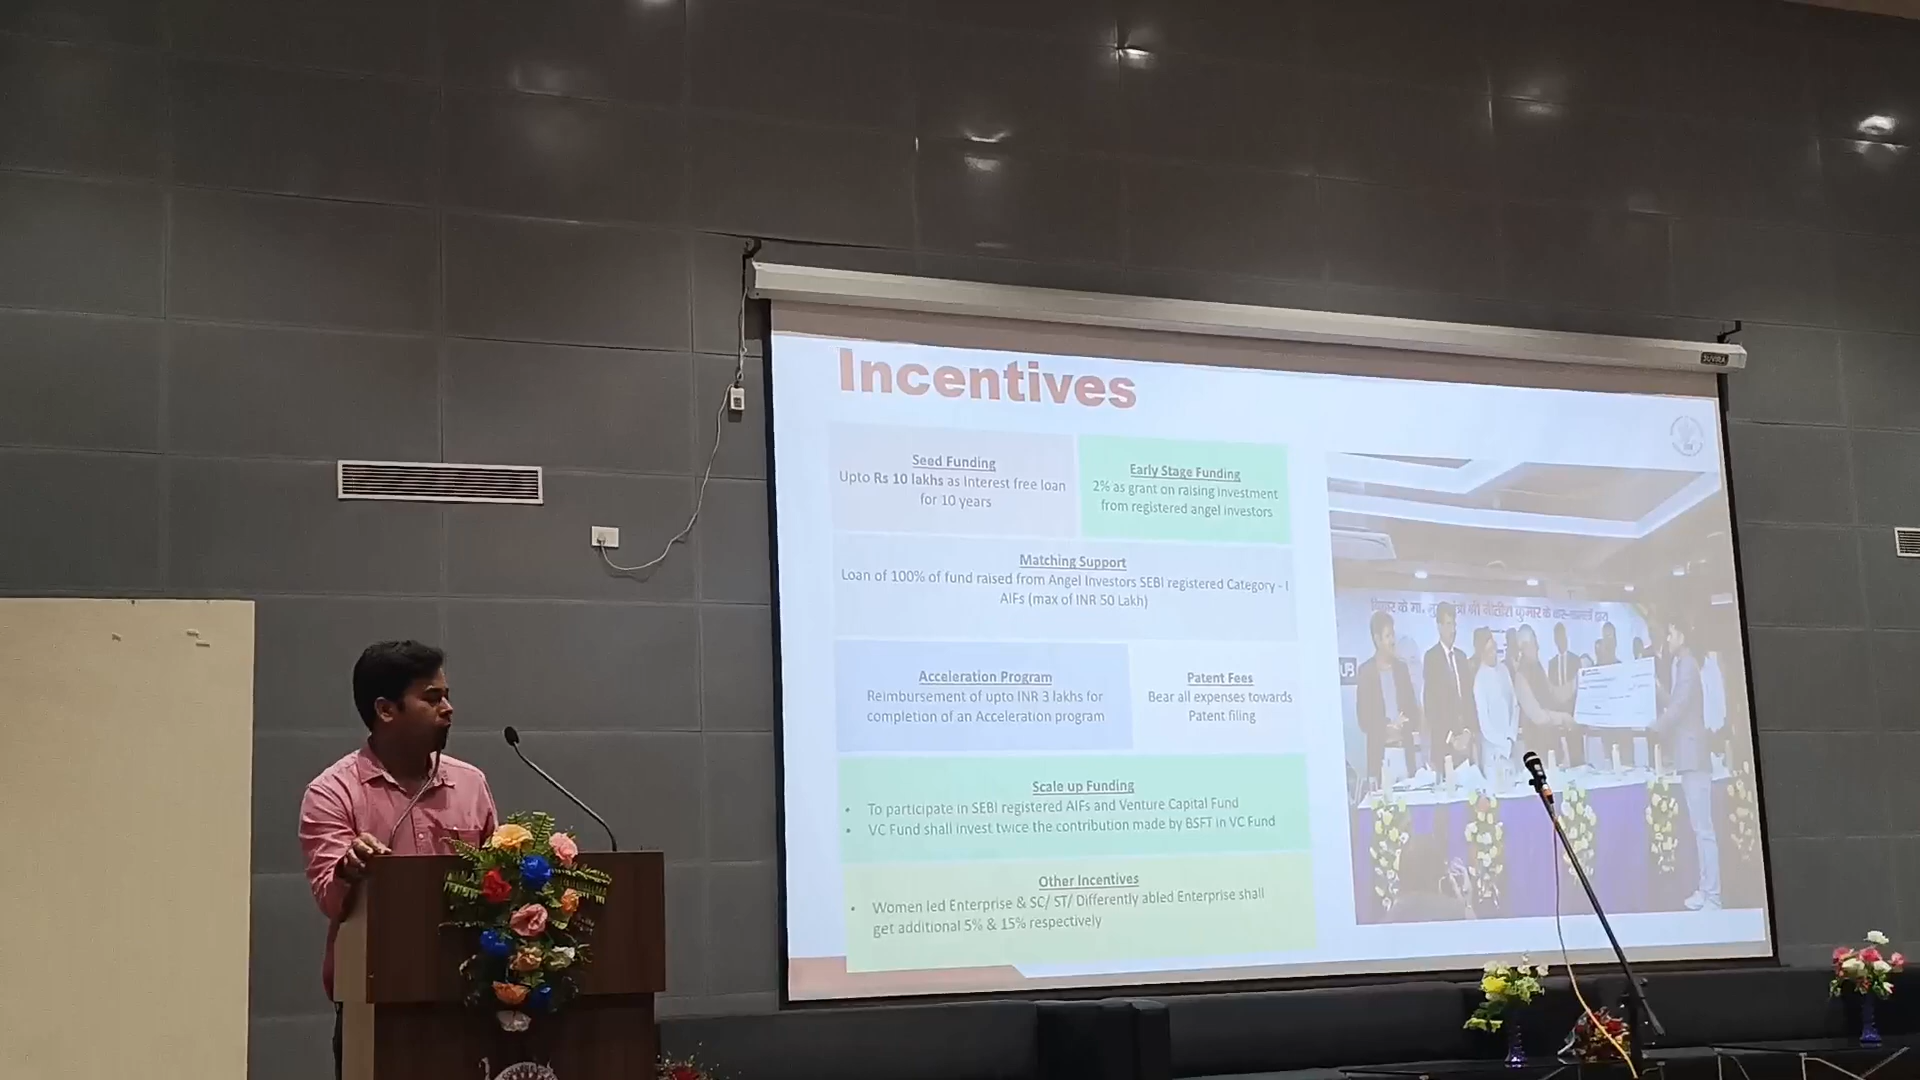 SUVIRA
Incentives
Seed Funding
Upto Rs 10 lakhs as Interest free loan
for 10 years
Early Stage Funding
2% as grant on raising investment
from registered angel investors
Matching Support
Loan of 100% of fund raised from Angel Investors SEBI registered Category - I
AIFs (max of INR 50 Lakh)
Acceleration Program
Reimbursement of upto INR 3 lakhs for
completion of an Acceleration program
Patent Fees
Bear all expenses towards
Patent filing
Scale up Funding
• To participate in SEBI registered AIFs and Venture Capital Fund
• VC Fund shall invest twice the contribution made by BSFT in VC Fund
Other Incentives
• Women led Enterprise & SC/ ST/ Differently abled Enterprise shall
get additional 5% & 15% respectively
के मा. श्री नीतीश कुमार के कर-कमलों द्वारा